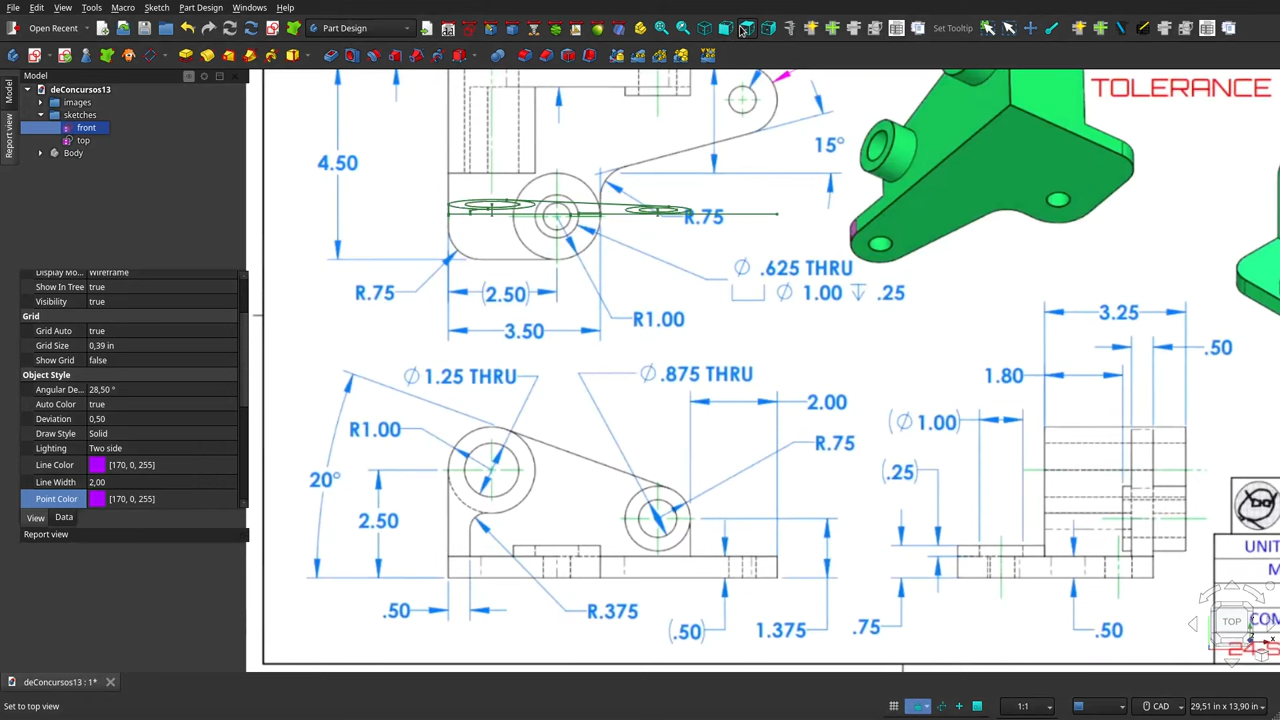 File Edit View Tools Macro Sketch Part Design Windows Help
Open Recent Part Design Set Tooltip
Model
Model
Report view
deConcursos13
images
sketches
front
top
Body
TOLERANCE
4.50
15°
R.75
Ø .625 THRU
Ø 1.00 ↧ .25
R.75
(2.50)
R1.00
3.50
3.25
.50
Ø 1.25 THRU
Ø .875 THRU
1.80
2.00
R1.00
R.75
(Ø 1.00)
(.25)
20°
2.50
.50
R.375
(.50)
1.375
.75
.50
Display Mo... Wireframe
Show In Tree true
Visibility true
Grid
Grid Auto true
Grid Size 0,39 in
Show Grid false
Object Style
Angular De... 28,50 °
Auto Color true
Deviation 0,50
Draw Style Solid
Lighting Two side
Line Color [170, 0, 255]
Line Width 2,00
Point Color [170, 0, 255]
View Data
Report view
TOP
deConcursos13 : 1*
Set to top view
1:1 CAD 29,51 in x 13,90 in